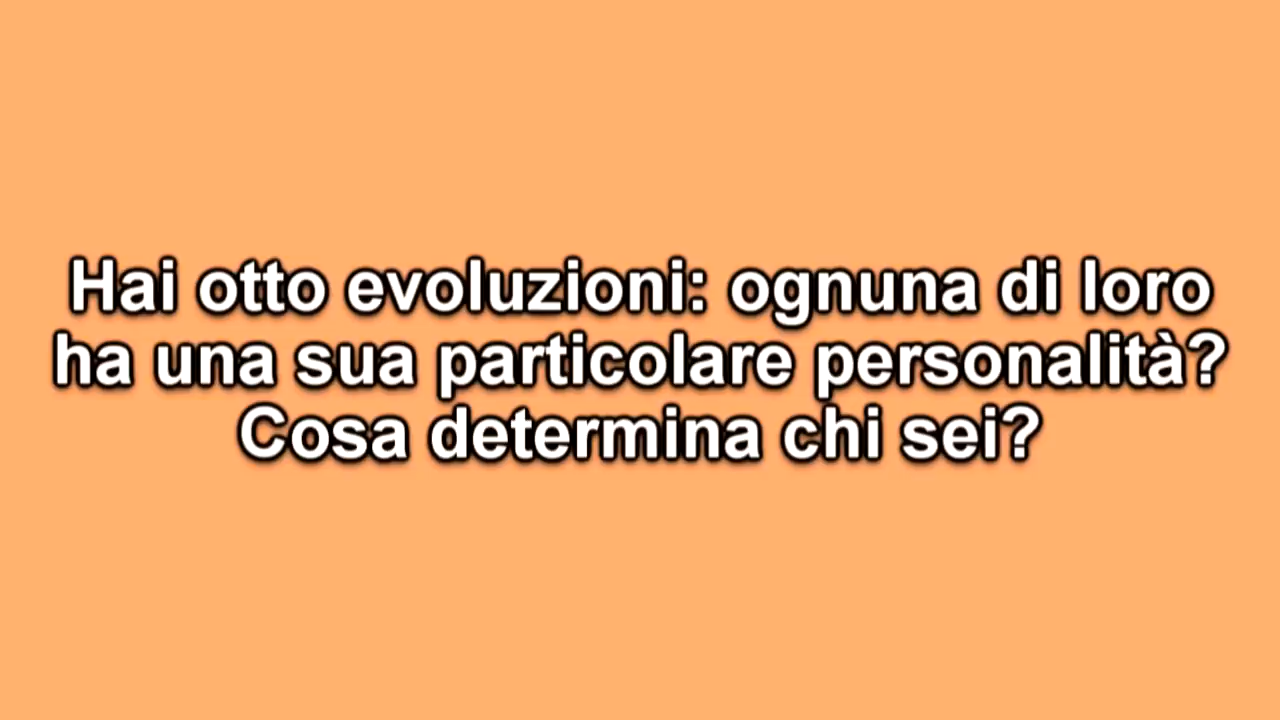 Hai otto evoluzioni: ognuna di loro
ha una sua particolare personalità?
Cosa determina chi sei?